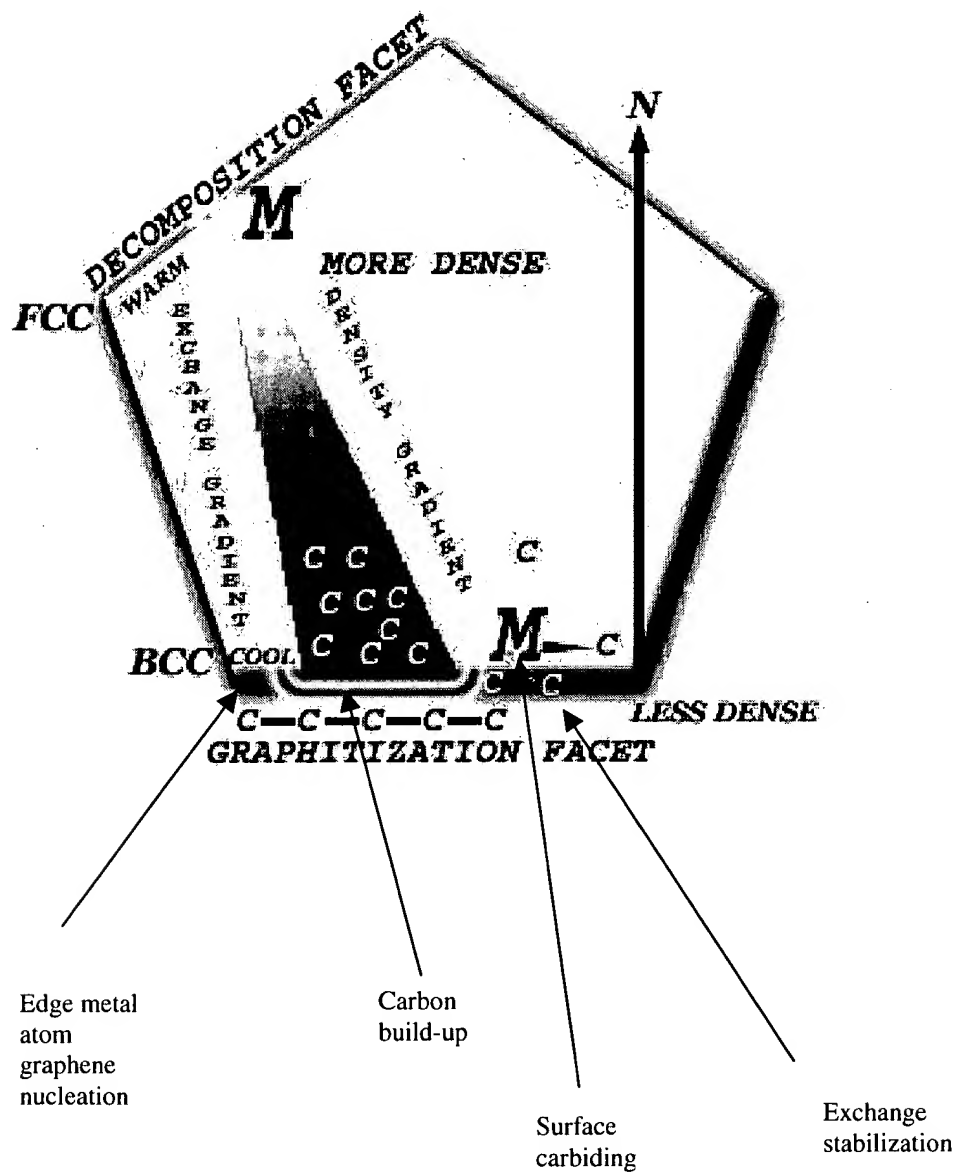 DECOMPOSITION FACET
N
M
MORE DENSE
WARM
FCC
EXCHANGE GRADIENT
DENSITY GRADIENT
C C
C
C C C
C
C C C
M C
BCC COOL
C C
LESS DENSE
C—C—C—C—C
GRAPHITIZATION FACET
Edge metal
atom
graphene
nucleation
Carbon
build-up
Surface
carbiding
Exchange
stabilization